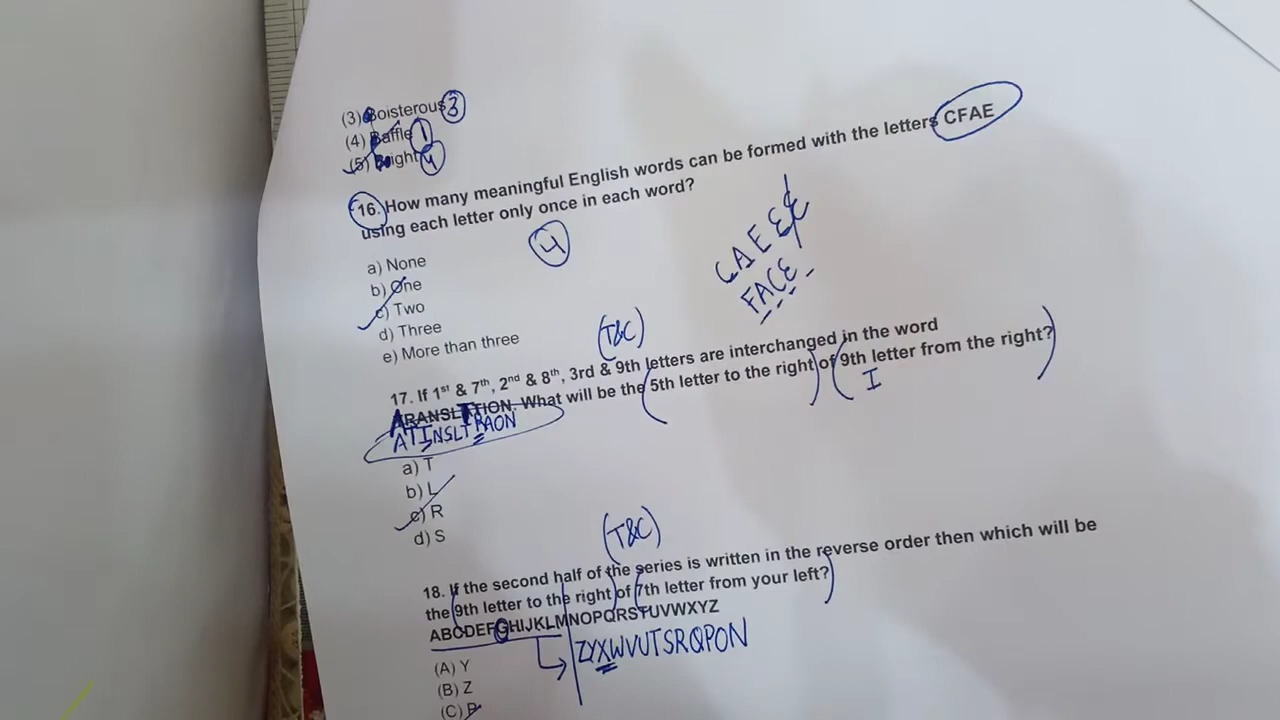 (3) Boisterous 3
(4) Baffle 1
(5) Bright 4
16. How many meaningful English words can be formed with the letters CFAE
using each letter only once in each word?
4
CAFE
FACE
a) None
b) One
c) Two
d) Three
e) More than three
(T&C)
17. If 1st & 7th, 2nd & 8th, 3rd & 9th letters are interchanged in the word
TRANSLATION. What will be the 5th letter to the right of 9th letter from the right?
ATINSLTRAON
I
a) T
b) L
c) R
d) S
(T&C)
18. If the second half of the series is written in the reverse order then which will be
the 9th letter to the right of 7th letter from your left?
ABCDEFGHIJKLMNOPQRSTUVWXYZ
ZYXWVUTSRQPON
(A) Y
(B) Z
(C) P